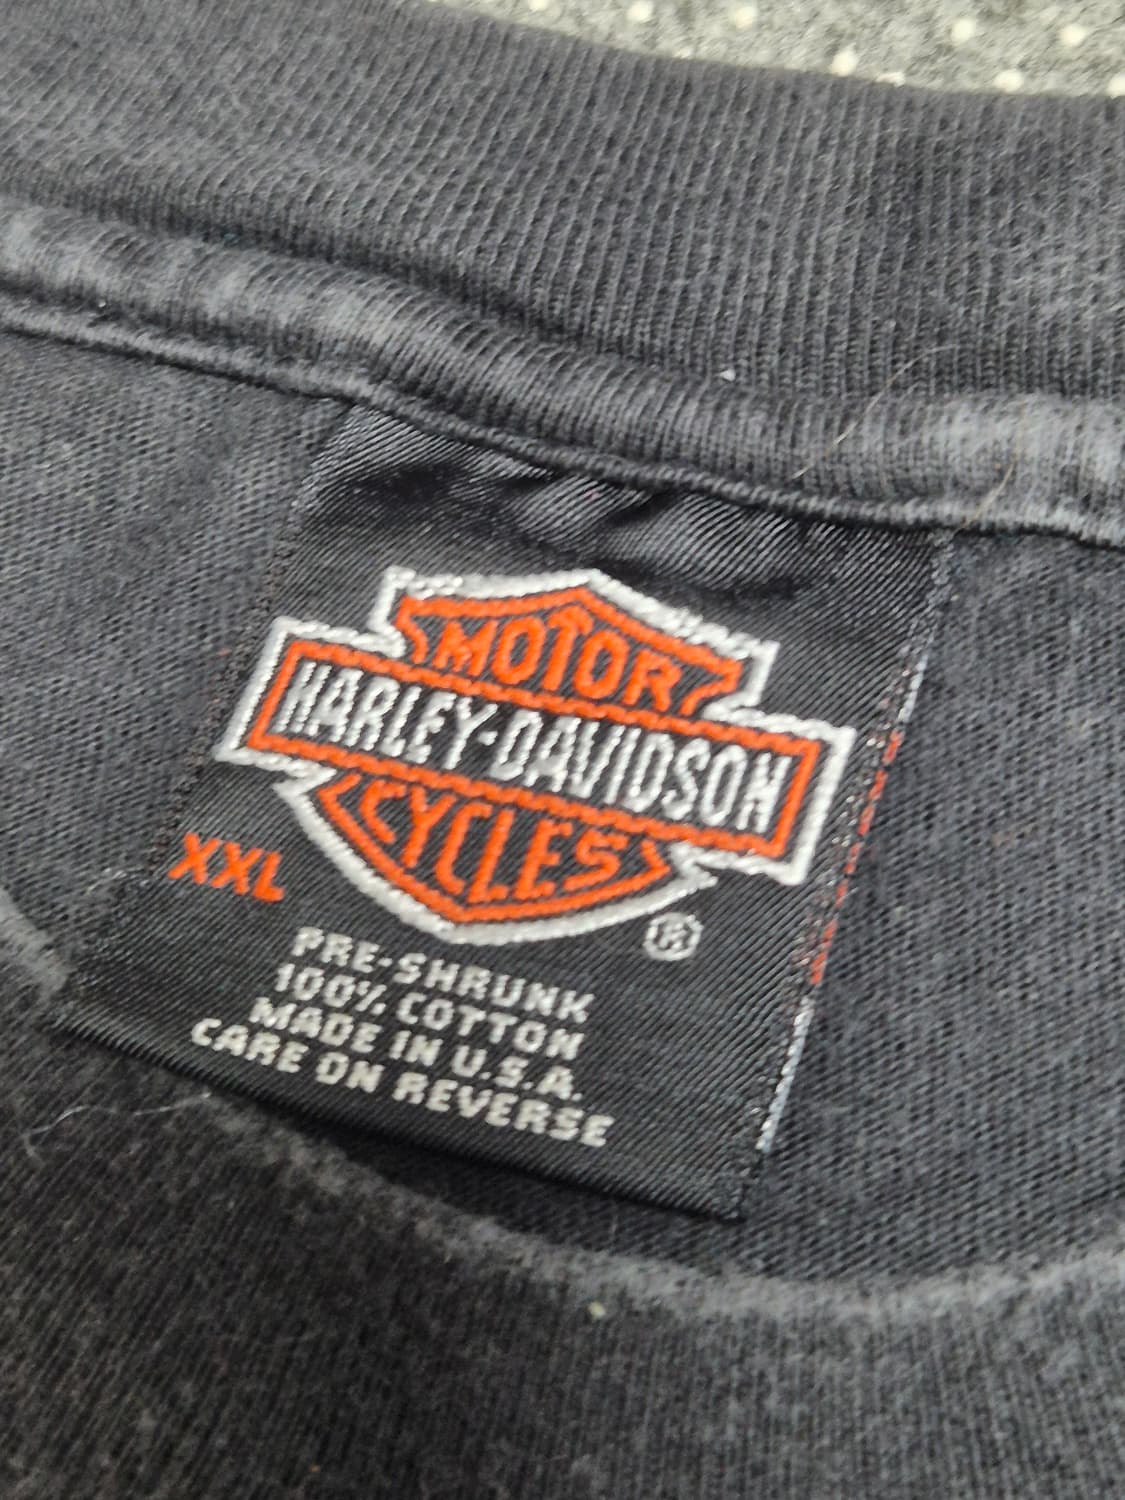 MOTOR
HARLEY-DAVIDSON
CYCLES
®
XXL
PRE-SHRUNK
100% COTTON
MADE IN U.S.A.
CARE ON REVERSE